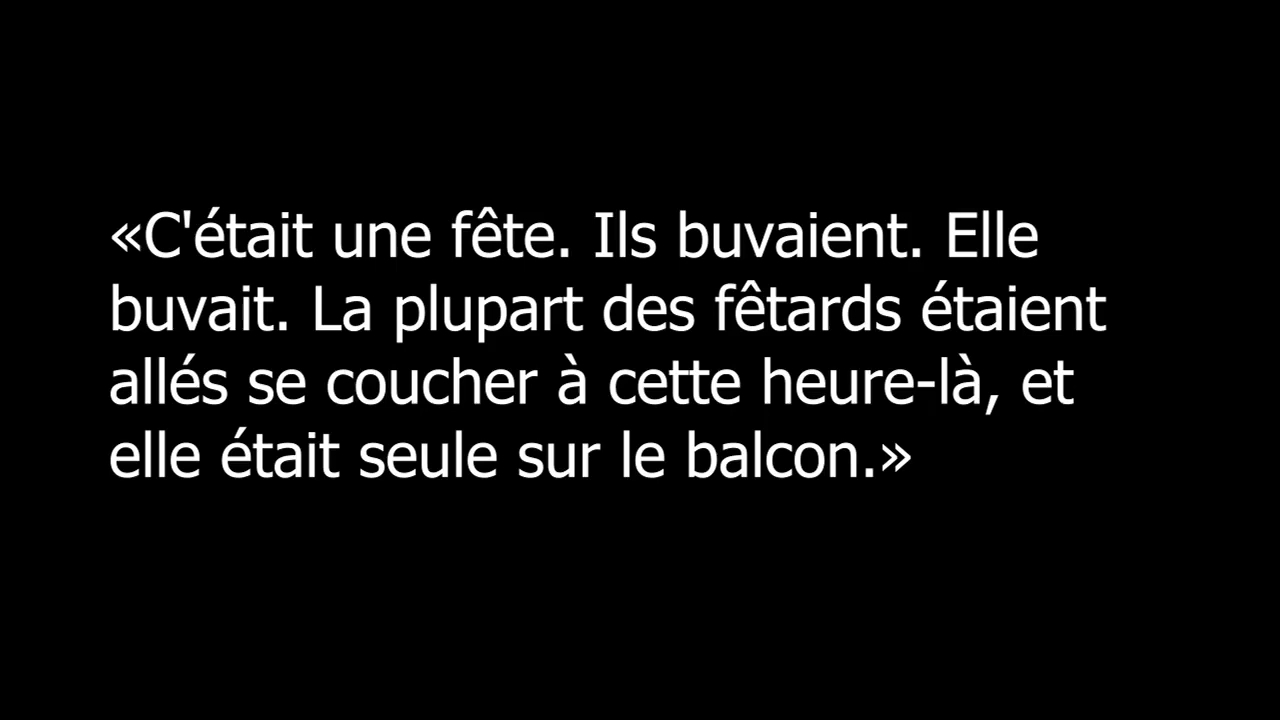 «C'était une fête. Ils buvaient. Elle
buvait. La plupart des fêtards étaient
allés se coucher à cette heure-là, et
elle était seule sur le balcon.»